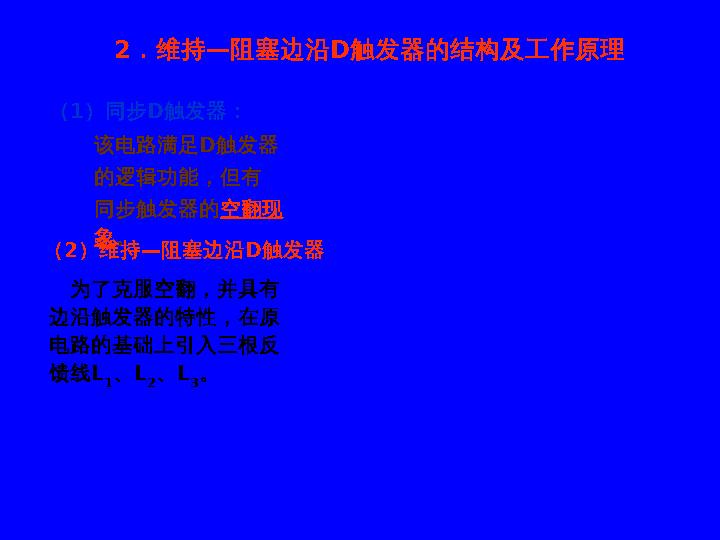 2．维持—阻塞边沿D触发器的结构及工作原理
（1）同步D触发器：
该电路满足D触发器
的逻辑功能，但有
同步触发器的空翻现
象
（2）维持—阻塞边沿D触发器
为了克服空翻，并具有
边沿触发器的特性，在原
电路的基础上引入三根反
馈线L1、L2、L3。